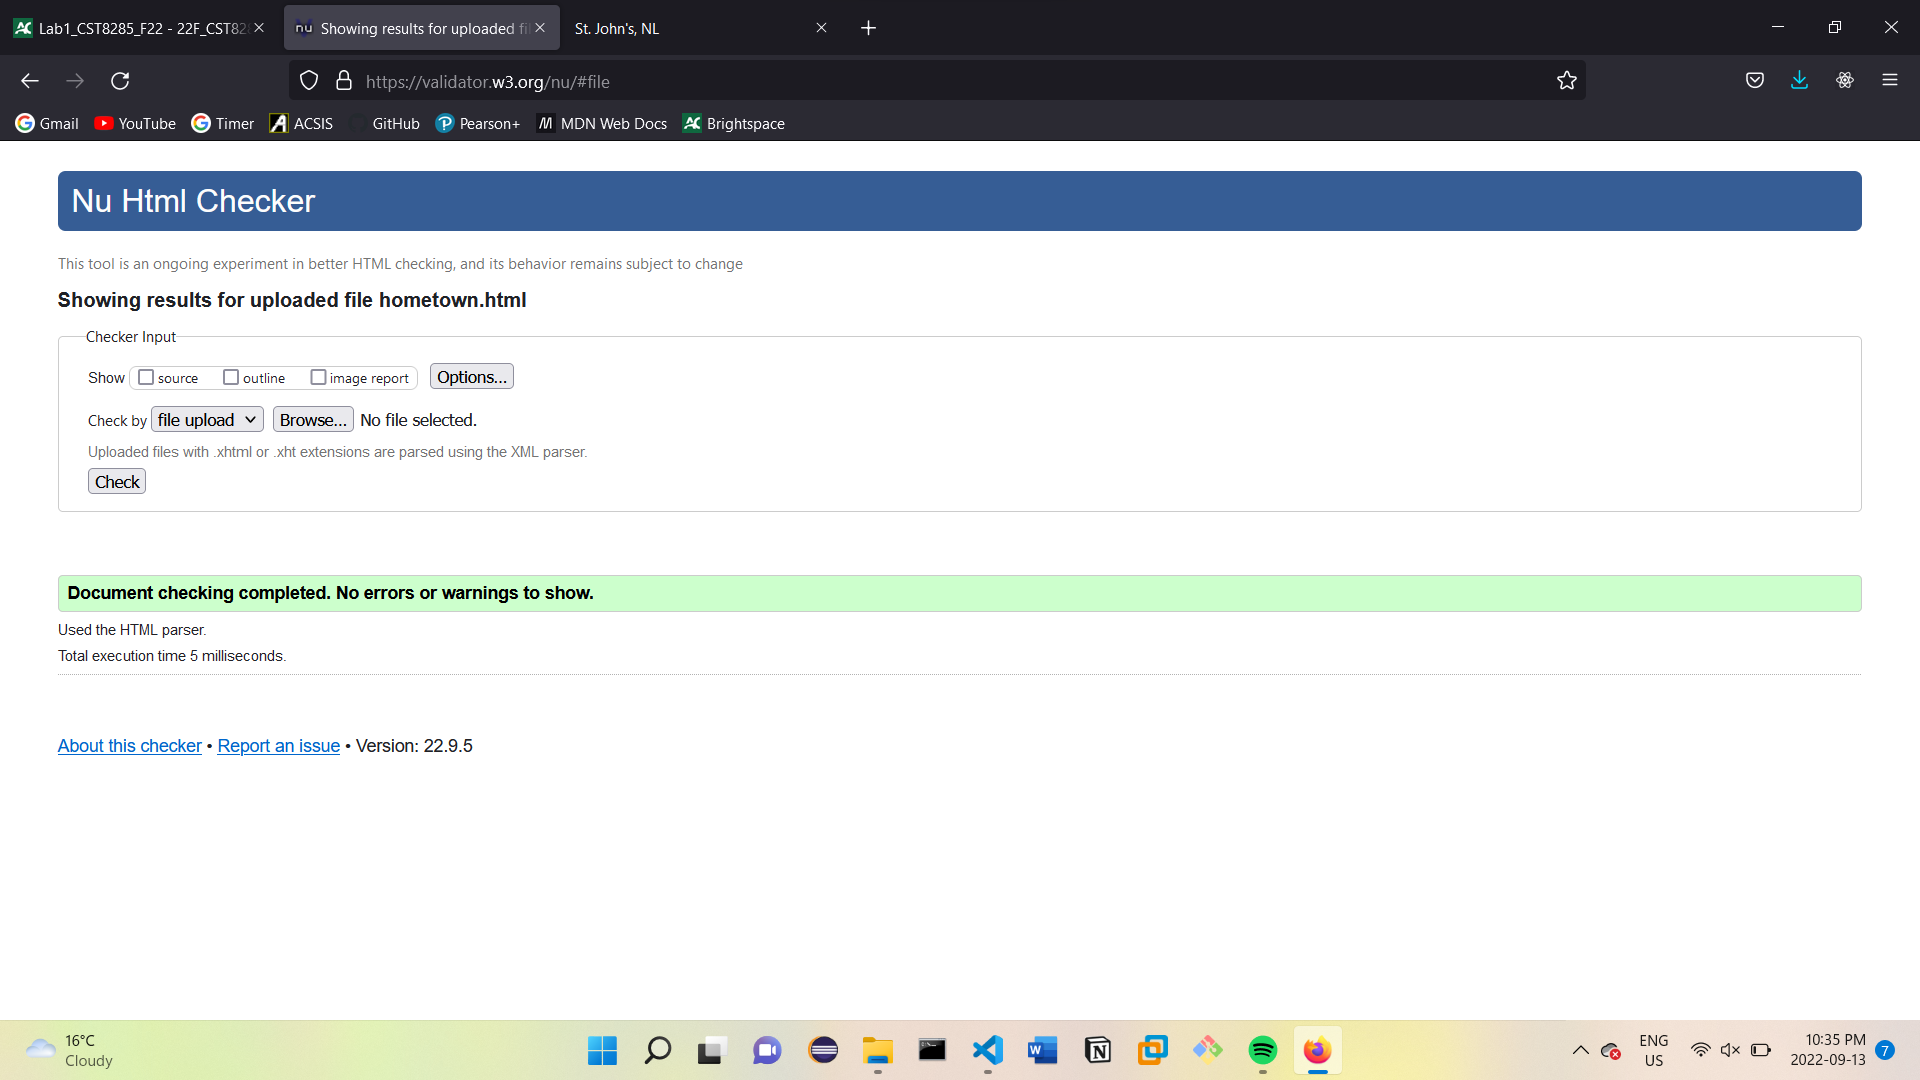 Lab1_CST8285_F22 - 22F_CST82
Showing results for uploaded fil
St. John's, NL
https://validator.w3.org/nu/#file
Gmail
YouTube
Timer
ACSIS
GitHub
Pearson+
MDN Web Docs
Brightspace
Nu Html Checker
This tool is an ongoing experiment in better HTML checking, and its behavior remains subject to change
Showing results for uploaded file hometown.html
Checker Input
Show source outline image report Options...
Check by file upload Browse... No file selected.
Uploaded files with .xhtml or .xht extensions are parsed using the XML parser.
Check
Document checking completed. No errors or warnings to show.
Used the HTML parser.
Total execution time 5 milliseconds.
About this checker • Report an issue • Version: 22.9.5
16°C
Cloudy
ENG
US
10:35 PM
2022-09-13
7